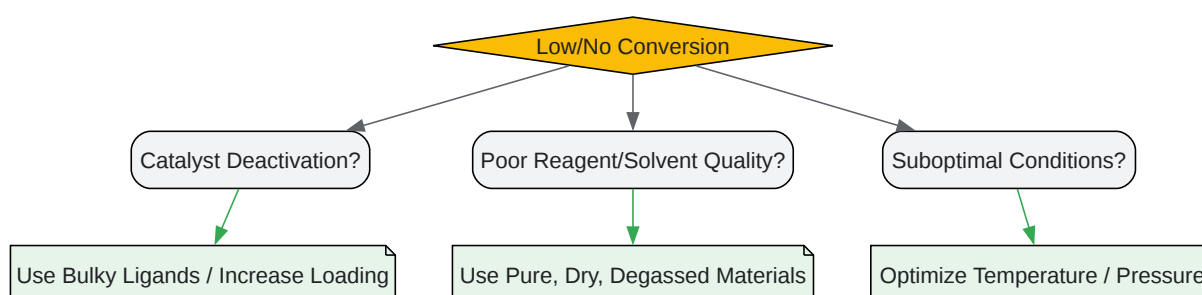 Low/No Conversion
Catalyst Deactivation?
Poor Reagent/Solvent Quality?
Suboptimal Conditions?
Use Bulky Ligands / Increase Loading
Use Pure, Dry, Degassed Materials
Optimize Temperature / Pressure